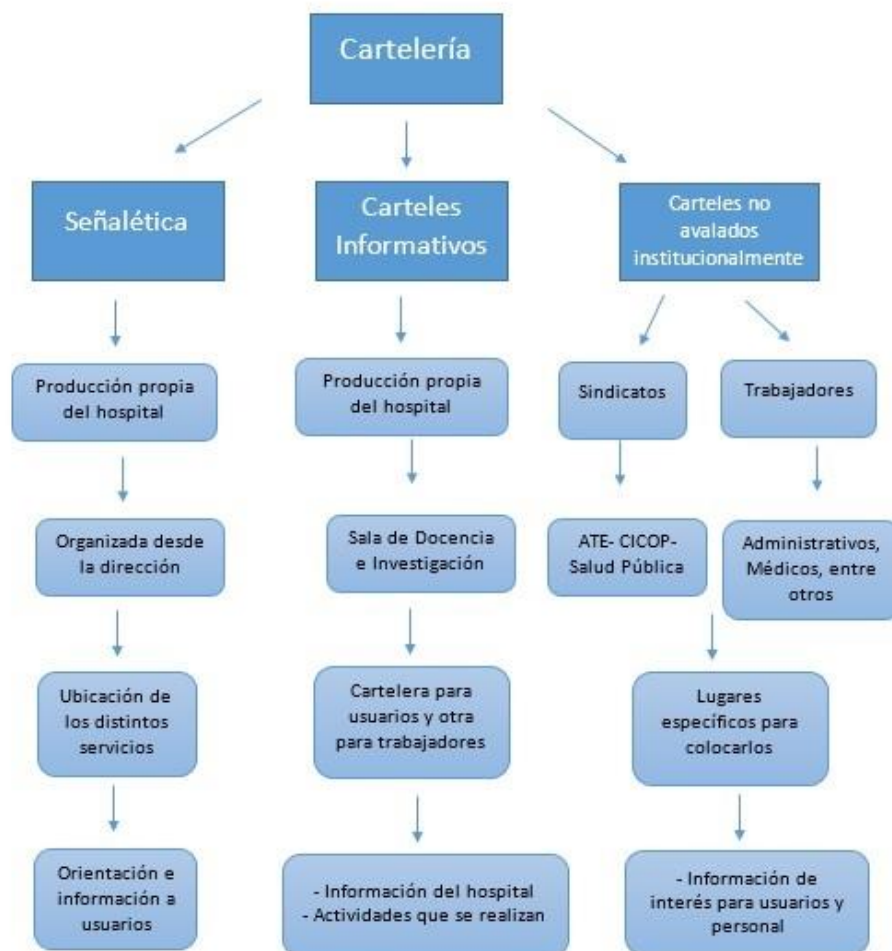 Cartelería
Señalética
Carteles
Informativos
Carteles no
avalados
institucionalmente
Producción propia
del hospital
Producción propia
del hospital
Sindicatos
Trabajadores
Organizada desde
la dirección
Sala de Docencia
e Investigación
ATE- CICOP-
Salud Pública
Administrativos,
Médicos, entre
otros
Ubicación de
los distintos
servicios
Cartelera para
usuarios y otra
para trabajadores
Lugares
específicos para
colocarlos
Orientación e
información a
usuarios
- Información del hospital
- Actividades que se realizan
- Información de
interés para usuarios y
personal